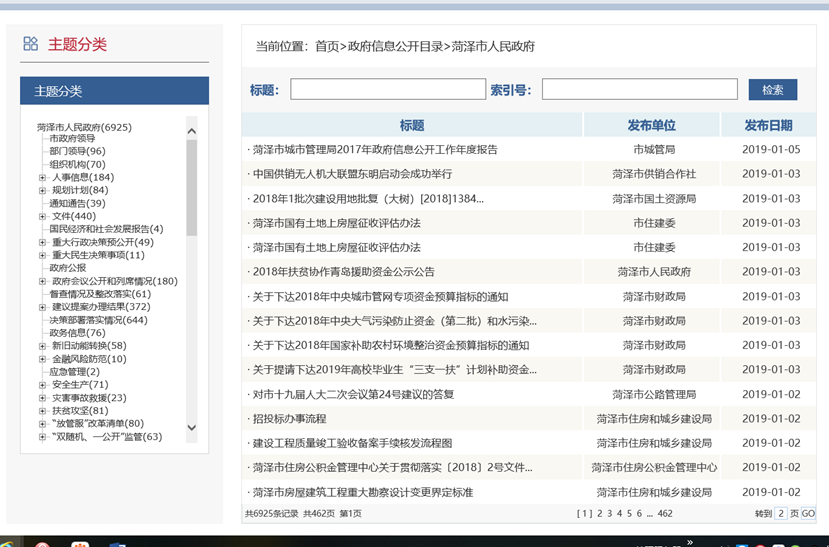 主题分类
主题分类
菏泽市人民政府(6925)
市政府领导
部门领导(96)
组织机构(70)
人事信息(184)
规划计划(84)
通知通告(39)
文件(440)
国民经济和社会发展报告(4)
重大行政决策预公开(49)
重大民生决策事项(11)
政府公报
政府会议公开和列席情况(180)
督查情况及整改落实(61)
建议提案办理结果(372)
决策部署落实情况(644)
政务信息(76)
新旧动能转换(58)
金融风险防范(10)
应急管理(2)
安全生产(71)
灾害事故救援(23)
扶贫攻坚(81)
"放管服"改革清单(80)
"双随机、一公开"监管(63)
当前位置：首页>政府信息公开目录>菏泽市人民政府
标题： 索引号： 检索
标题 发布单位 发布日期
· 菏泽市城市管理局2017年政府信息公开工作年度报告 市城管局 2019-01-05
· 中国供销无人机大联盟东明启动会成功举行 菏泽市供销合作社 2019-01-03
· 2018年1批次建设用地批复（大树）[2018]1384... 菏泽市国土资源局 2019-01-03
· 菏泽市国有土地上房屋征收评估办法 市住建委 2019-01-03
· 菏泽市国有土地上房屋征收评估办法 市住建委 2019-01-03
· 2018年扶贫协作青岛援助资金公示公告 菏泽市人民政府 2019-01-03
· 关于下达2018年中央城市管网专项资金预算指标的通知 菏泽市财政局 2019-01-03
· 关于下达2018年中央大气污染防止资金（第二批）和水污染... 菏泽市财政局 2019-01-03
· 关于下达2018年国家补助农村环境整治资金预算指标的通知 菏泽市财政局 2019-01-03
· 关于提请下达2019年高校毕业生"三支一扶"计划补助资金... 菏泽市财政局 2019-01-03
· 对市十九届人大二次会议第24号建议的答复 菏泽市公路管理局 2019-01-02
· 招投标办事流程 菏泽市住房和城乡建设局 2019-01-02
· 建设工程质量竣工验收备案手续核发流程图 菏泽市住房和城乡建设局 2019-01-02
· 菏泽市住房公积金管理中心关于贯彻落实〔2018〕2号文件... 菏泽市住房公积金管理中心 2019-01-02
· 菏泽市房屋建筑工程重大勘察设计变更界定标准 菏泽市住房和城乡建设局 2019-01-02
共6925条记录 共462页 第1页 [1] 2 3 4 5 6 ... 462 转到 2 页 GO